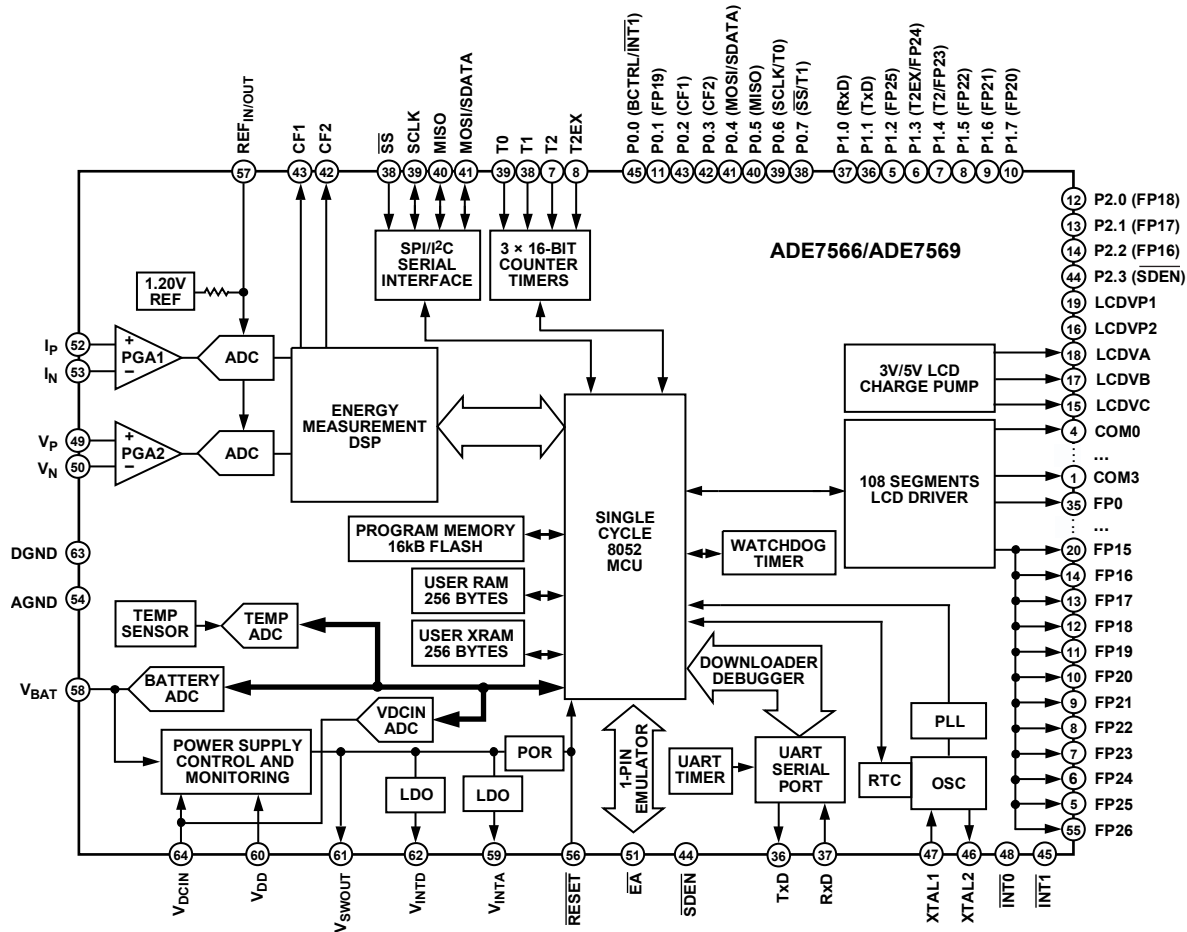 REFIN/OUT
CF1
CF2
SS
SCLK
MISO
MOSI/SDATA
T0
T1
T2
T2EX
P0.0 (BCTRL/INT1)
P0.1 (FP19)
P0.2 (CF1)
P0.3 (CF2)
P0.4 (MOSI/SDATA)
P0.5 (MISO)
P0.6 (SCLK/T0)
P0.7 (SS/T1)
P1.0 (RxD)
P1.1 (TxD)
P1.2 (FP25)
P1.3 (T2EX/FP24)
P1.4 (T2/FP23)
P1.5 (FP22)
P1.6 (FP21)
P1.7 (FP20)
57
43
42
38
39
40
41
39
38
7
8
45
11
43
42
41
40
39
38
37
36
5
6
7
8
9
10
ADE7566/ADE7569
12 P2.0 (FP18)
13 P2.1 (FP17)
14 P2.2 (FP16)
44 P2.3 (SDEN)
19 LCDVP1
16 LCDVP2
18 LCDVA
17 LCDVB
15 LCDVC
4 COM0
...
1 COM3
35 FP0
...
20 FP15
14 FP16
13 FP17
12 FP18
11 FP19
10 FP20
9 FP21
8 FP22
7 FP23
6 FP24
5 FP25
55 FP26
SPI/I2C
SERIAL
INTERFACE
3 × 16-BIT
COUNTER
TIMERS
1.20V
REF
IP 52
IN 53
+
PGA1
−
ADC
VP 49
VN 50
+
PGA2
−
ADC
ENERGY
MEASUREMENT
DSP
3V/5V LCD
CHARGE PUMP
108 SEGMENTS
LCD DRIVER
SINGLE
CYCLE
8052
MCU
PROGRAM MEMORY
16kB FLASH
USER RAM
256 BYTES
USER XRAM
256 BYTES
WATCHDOG
TIMER
DGND 63
AGND 54
TEMP
SENSOR
TEMP
ADC
VBAT 58
BATTERY
ADC
VDCIN
ADC
POWER SUPPLY
CONTROL AND
MONITORING
LDO
LDO
POR
1-PIN
EMULATOR
DOWNLOADER
DEBUGGER
UART
TIMER
UART
SERIAL
PORT
PLL
RTC
OSC
64
60
61
62
59
56
51
44
36
37
47
46
48
45
VDCIN
VDD
VSWOUT
VINTD
VINTA
RESET
EA
SDEN
TxD
RxD
XTAL1
XTAL2
INT0
INT1